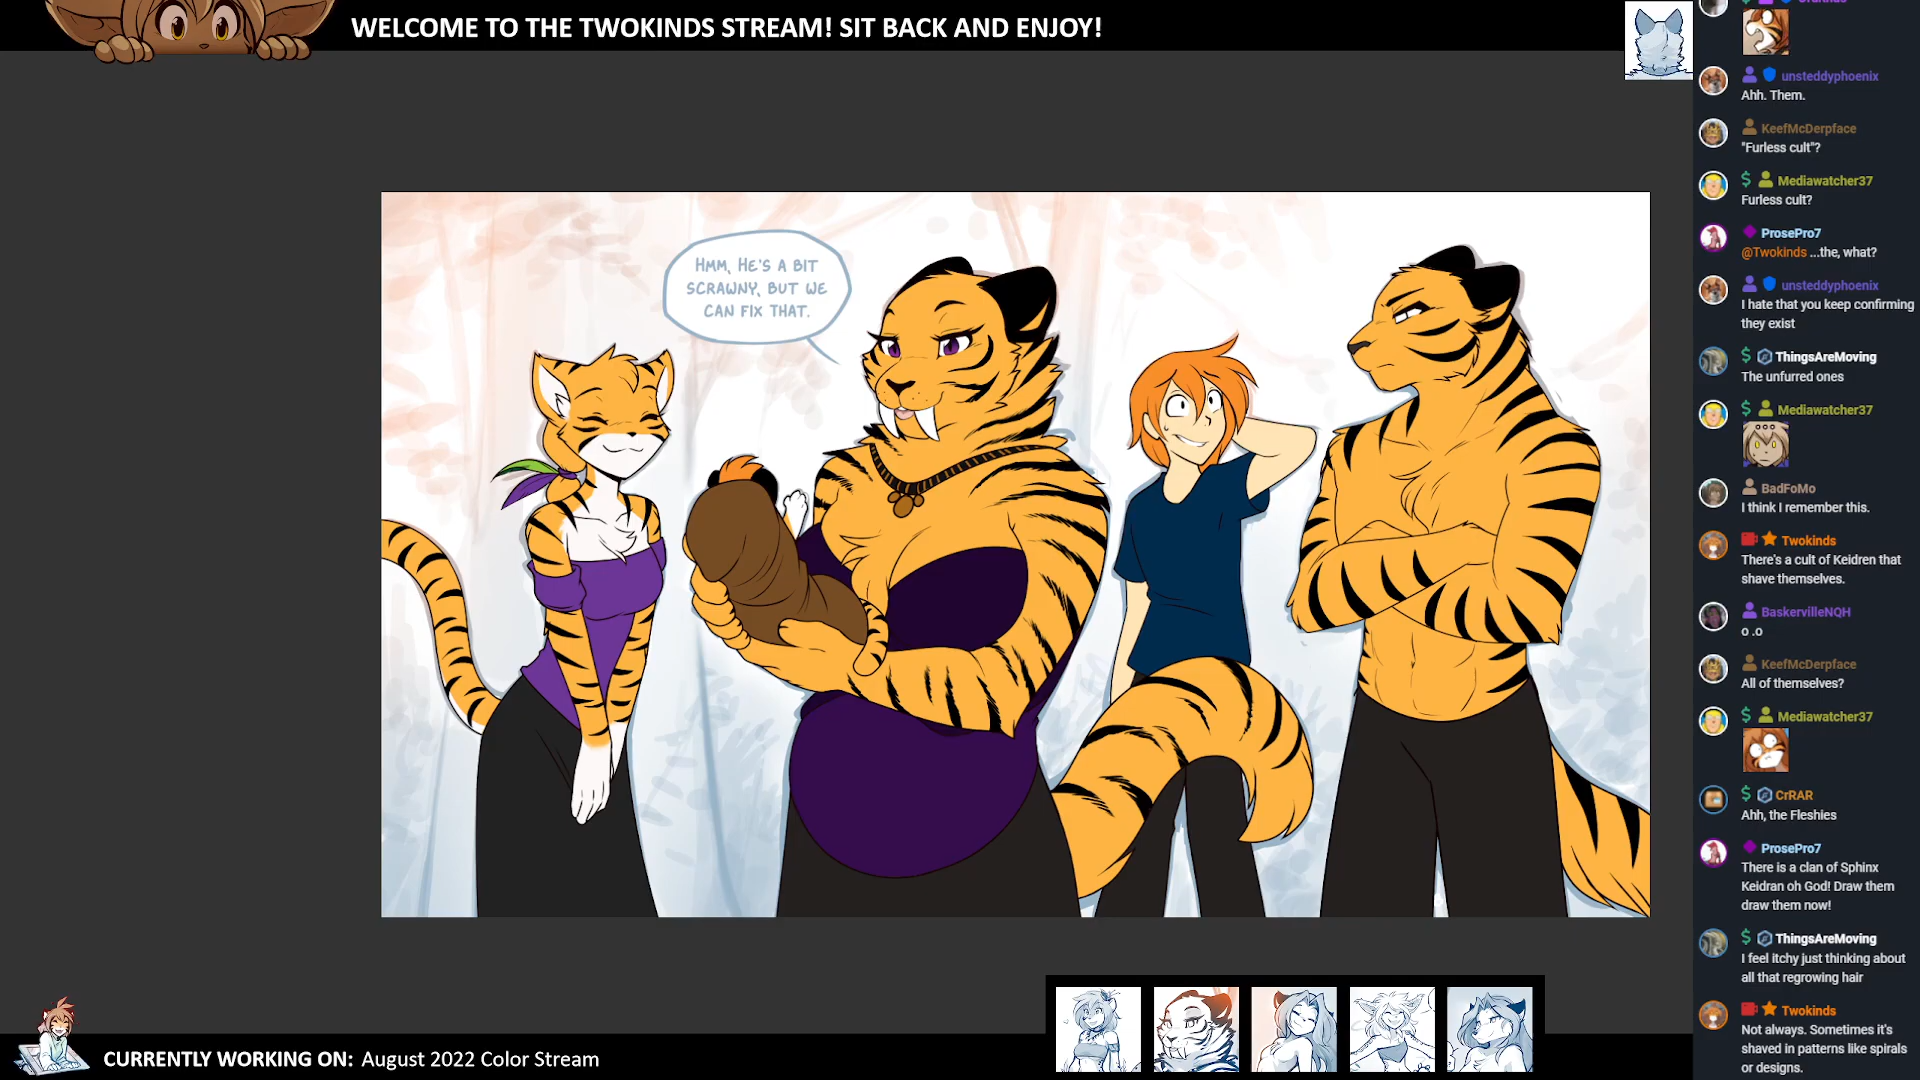 WELCOME TO THE TWOKINDS STREAM! SIT BACK AND ENJOY!
HMM, HE'S A BIT
SCRAWNY, BUT WE
CAN FIX THAT.
unsteddyphoenix
Ahh. Them.
KeefMcDerpface
"Furless cult"?
$ Mediawatcher37
Furless cult?
ProsePro7
@Twokinds ...the, what?
unsteddyphoenix
I hate that you keep confirming
they exist
$ ThingsAreMoving
The unfurred ones
$ Mediawatcher37
BadFoMo
I think I remember this.
Twokinds
There's a cult of Keidren that
shave themselves.
BaskervilleNQH
o .o
KeefMcDerpface
All of themselves?
$ Mediawatcher37
$ CrRAR
Ahh, the Fleshies
ProsePro7
There is a clan of Sphinx
Keidran oh God! Draw them
draw them now!
$ ThingsAreMoving
I feel itchy just thinking about
all that regrowing hair
Twokinds
Not always. Sometimes it's
shaved in patterns like spirals
or designs.
CURRENTLY WORKING ON: August 2022 Color Stream